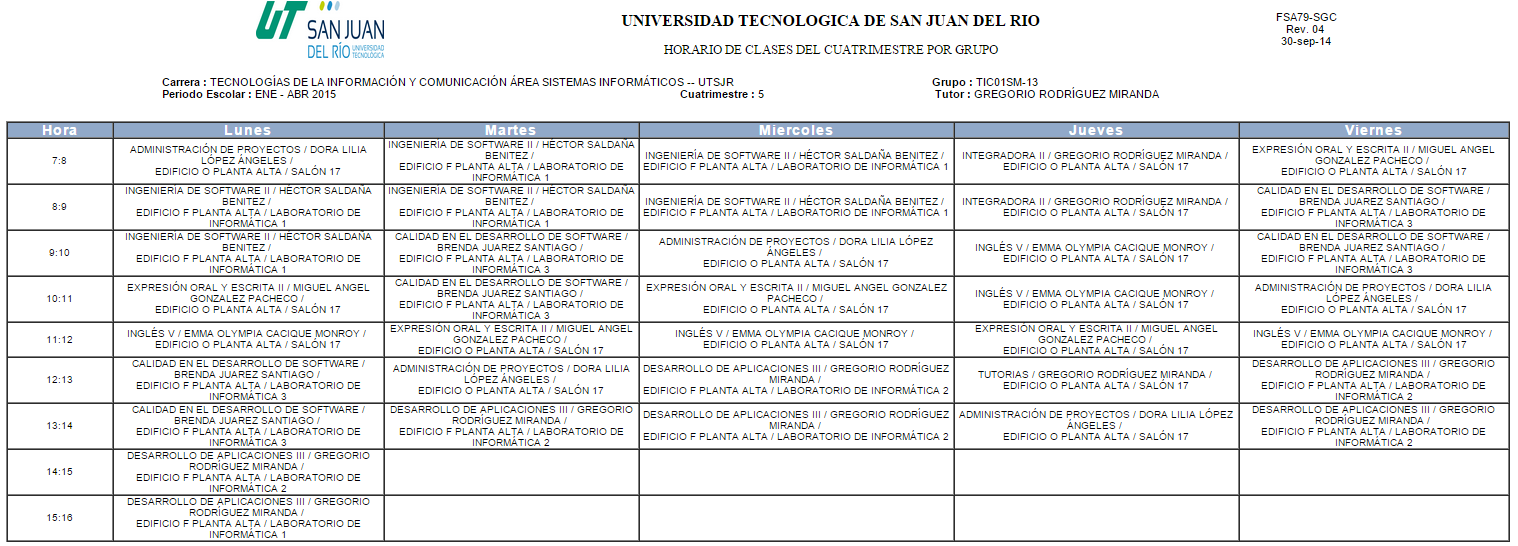 UT
SAN JUAN
DEL RÍO UNIVERSIDAD
TECNOLÓGICA
UNIVERSIDAD TECNOLOGICA DE SAN JUAN DEL RIO
HORARIO DE CLASES DEL CUATRIMESTRE POR GRUPO
FSA79-SGC
Rev. 04
30-sep-14
Carrera : TECNOLOGÍAS DE LA INFORMACIÓN Y COMUNICACIÓN ÁREA SISTEMAS INFORMÁTICOS -- UTSJR
Grupo : TIC01SM-13
Periodo Escolar : ENE - ABR 2015
Cuatrimestre : 5
Tutor : GREGORIO RODRÍGUEZ MIRANDA
Hora
Lunes
Martes
Miercoles
Jueves
Viernes
7:8
ADMINISTRACIÓN DE PROYECTOS / DORA LILIA
LÓPEZ ÁNGELES /
EDIFICIO O PLANTA ALTA / SALÓN 17
INGENIERÍA DE SOFTWARE II / HÉCTOR SALDAÑA
BENITEZ /
EDIFICIO F PLANTA ALTA / LABORATORIO DE
INFORMÁTICA 1
INGENIERÍA DE SOFTWARE II / HÉCTOR SALDAÑA BENITEZ /
EDIFICIO F PLANTA ALTA / LABORATORIO DE INFORMÁTICA 1
INTEGRADORA II / GREGORIO RODRÍGUEZ MIRANDA /
EDIFICIO O PLANTA ALTA / SALÓN 17
EXPRESIÓN ORAL Y ESCRITA II / MIGUEL ANGEL
GONZALEZ PACHECO /
EDIFICIO O PLANTA ALTA / SALÓN 17
8:9
INGENIERÍA DE SOFTWARE II / HÉCTOR SALDAÑA
BENITEZ /
EDIFICIO F PLANTA ALTA / LABORATORIO DE
INFORMÁTICA 1
INGENIERÍA DE SOFTWARE II / HÉCTOR SALDAÑA
BENITEZ /
EDIFICIO F PLANTA ALTA / LABORATORIO DE
INFORMÁTICA 1
INGENIERÍA DE SOFTWARE II / HÉCTOR SALDAÑA BENITEZ /
EDIFICIO F PLANTA ALTA / LABORATORIO DE INFORMÁTICA 1
INTEGRADORA II / GREGORIO RODRÍGUEZ MIRANDA /
EDIFICIO O PLANTA ALTA / SALÓN 17
CALIDAD EN EL DESARROLLO DE SOFTWARE /
BRENDA JUAREZ SANTIAGO /
EDIFICIO F PLANTA ALTA / LABORATORIO DE
INFORMÁTICA 3
9:10
INGENIERÍA DE SOFTWARE II / HÉCTOR SALDAÑA
BENITEZ /
EDIFICIO F PLANTA ALTA / LABORATORIO DE
INFORMÁTICA 1
CALIDAD EN EL DESARROLLO DE SOFTWARE /
BRENDA JUAREZ SANTIAGO /
EDIFICIO F PLANTA ALTA / LABORATORIO DE
INFORMÁTICA 3
ADMINISTRACIÓN DE PROYECTOS / DORA LILIA LÓPEZ
ÁNGELES /
EDIFICIO O PLANTA ALTA / SALÓN 17
INGLÉS V / EMMA OLYMPIA CACIQUE MONROY /
EDIFICIO O PLANTA ALTA / SALÓN 17
CALIDAD EN EL DESARROLLO DE SOFTWARE /
BRENDA JUAREZ SANTIAGO /
EDIFICIO F PLANTA ALTA / LABORATORIO DE
INFORMÁTICA 3
10:11
EXPRESIÓN ORAL Y ESCRITA II / MIGUEL ANGEL
GONZALEZ PACHECO /
EDIFICIO O PLANTA ALTA / SALÓN 17
CALIDAD EN EL DESARROLLO DE SOFTWARE /
BRENDA JUAREZ SANTIAGO /
EDIFICIO F PLANTA ALTA / LABORATORIO DE
INFORMÁTICA 3
EXPRESIÓN ORAL Y ESCRITA II / MIGUEL ANGEL GONZALEZ
PACHECO /
EDIFICIO O PLANTA ALTA / SALÓN 17
INGLÉS V / EMMA OLYMPIA CACIQUE MONROY /
EDIFICIO O PLANTA ALTA / SALÓN 17
ADMINISTRACIÓN DE PROYECTOS / DORA LILIA
LÓPEZ ÁNGELES /
EDIFICIO O PLANTA ALTA / SALÓN 17
11:12
INGLÉS V / EMMA OLYMPIA CACIQUE MONROY /
EDIFICIO O PLANTA ALTA / SALÓN 17
EXPRESIÓN ORAL Y ESCRITA II / MIGUEL ANGEL
GONZALEZ PACHECO /
EDIFICIO O PLANTA ALTA / SALÓN 17
INGLÉS V / EMMA OLYMPIA CACIQUE MONROY /
EDIFICIO O PLANTA ALTA / SALÓN 17
EXPRESIÓN ORAL Y ESCRITA II / MIGUEL ANGEL
GONZALEZ PACHECO /
EDIFICIO O PLANTA ALTA / SALÓN 17
INGLÉS V / EMMA OLYMPIA CACIQUE MONROY /
EDIFICIO O PLANTA ALTA / SALÓN 17
12:13
CALIDAD EN EL DESARROLLO DE SOFTWARE /
BRENDA JUAREZ SANTIAGO /
EDIFICIO F PLANTA ALTA / LABORATORIO DE
INFORMÁTICA 3
ADMINISTRACIÓN DE PROYECTOS / DORA LILIA
LÓPEZ ÁNGELES /
EDIFICIO O PLANTA ALTA / SALÓN 17
DESARROLLO DE APLICACIONES III / GREGORIO RODRÍGUEZ
MIRANDA /
EDIFICIO F PLANTA ALTA / LABORATORIO DE INFORMÁTICA 2
TUTORIAS / GREGORIO RODRÍGUEZ MIRANDA /
EDIFICIO O PLANTA ALTA / SALÓN 17
DESARROLLO DE APLICACIONES III / GREGORIO
RODRÍGUEZ MIRANDA /
EDIFICIO F PLANTA ALTA / LABORATORIO DE
INFORMÁTICA 2
13:14
CALIDAD EN EL DESARROLLO DE SOFTWARE /
BRENDA JUAREZ SANTIAGO /
EDIFICIO F PLANTA ALTA / LABORATORIO DE
INFORMÁTICA 3
DESARROLLO DE APLICACIONES III / GREGORIO
RODRÍGUEZ MIRANDA /
EDIFICIO F PLANTA ALTA / LABORATORIO DE
INFORMÁTICA 2
DESARROLLO DE APLICACIONES III / GREGORIO RODRÍGUEZ
MIRANDA /
EDIFICIO F PLANTA ALTA / LABORATORIO DE INFORMÁTICA 2
ADMINISTRACIÓN DE PROYECTOS / DORA LILIA LÓPEZ
ÁNGELES /
EDIFICIO O PLANTA ALTA / SALÓN 17
DESARROLLO DE APLICACIONES III / GREGORIO
RODRÍGUEZ MIRANDA /
EDIFICIO F PLANTA ALTA / LABORATORIO DE
INFORMÁTICA 2
14:15
DESARROLLO DE APLICACIONES III / GREGORIO
RODRÍGUEZ MIRANDA /
EDIFICIO F PLANTA ALTA / LABORATORIO DE
INFORMÁTICA 2
15:16
DESARROLLO DE APLICACIONES III / GREGORIO
RODRÍGUEZ MIRANDA /
EDIFICIO F PLANTA ALTA / LABORATORIO DE
INFORMÁTICA 1